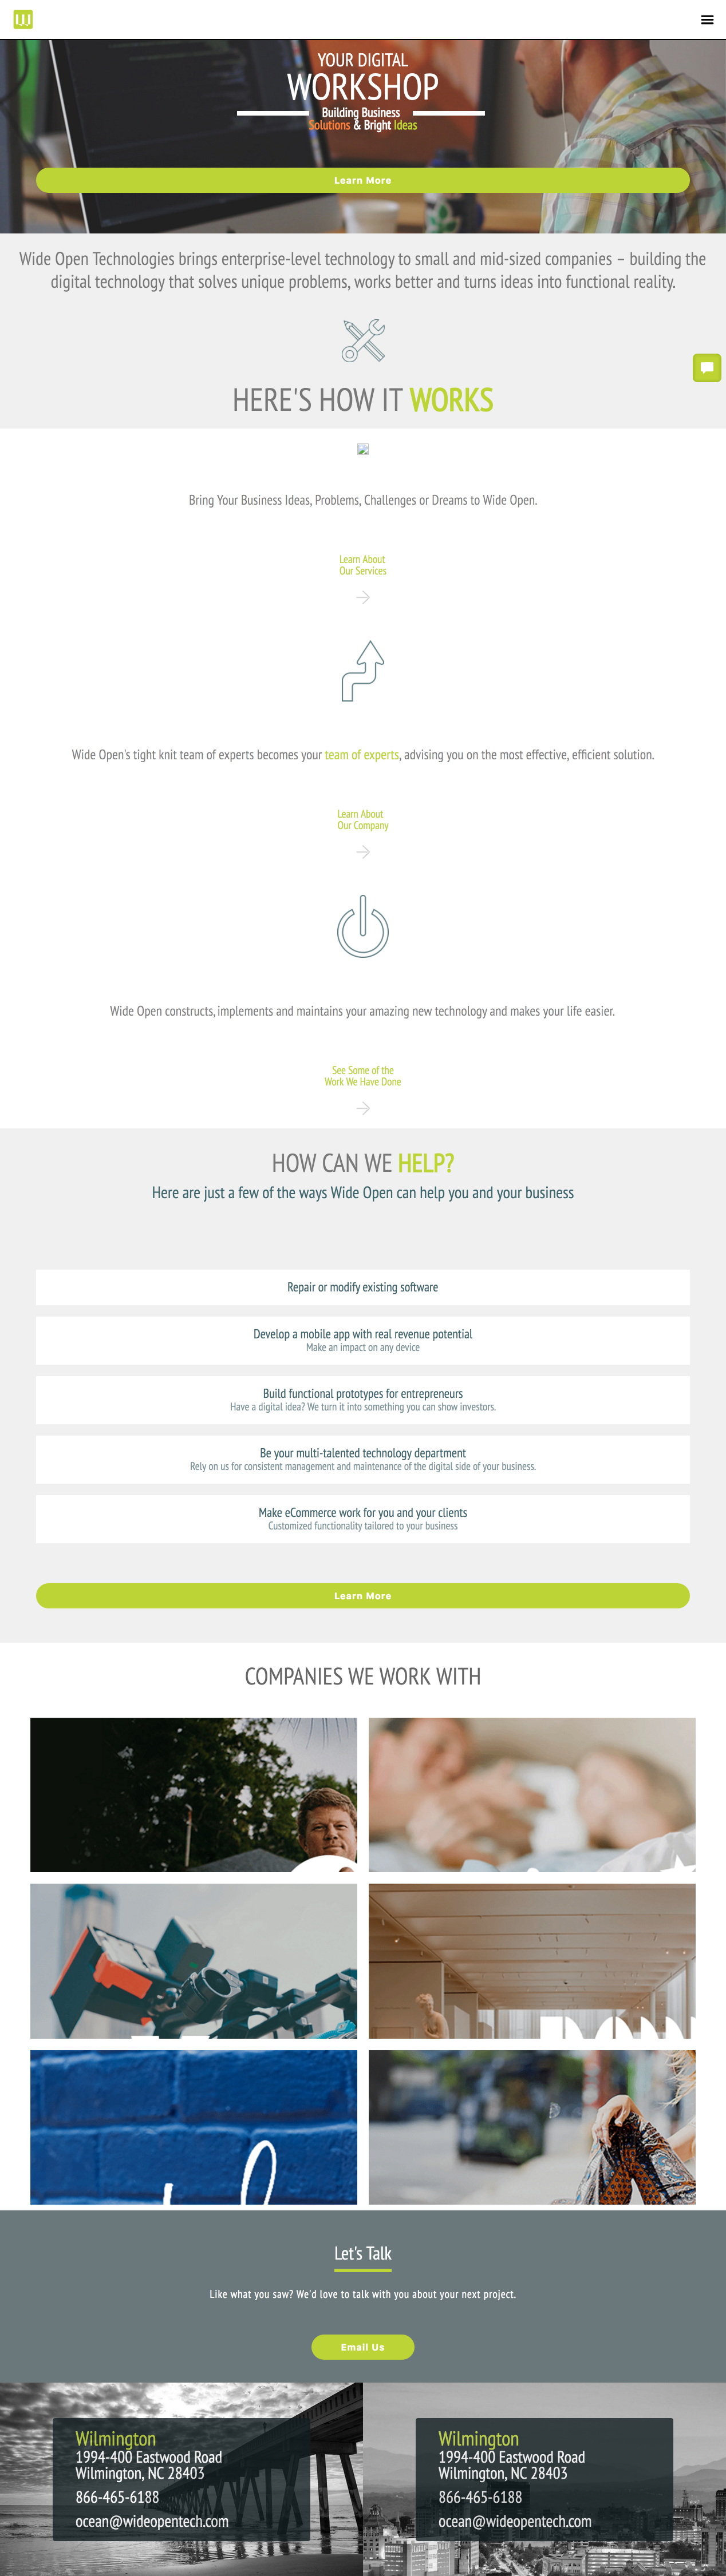 YOUR DIGITAL
WORKSHOP
Building Business
Solutions & Bright Ideas
Learn More
Wide Open Technologies brings enterprise-level technology to small and mid-sized companies – building the
digital technology that solves unique problems, works better and turns ideas into functional reality.
HERE'S HOW IT WORKS
Bring Your Business Ideas, Problems, Challenges or Dreams to Wide Open.
Learn About
Our Services
Wide Open's tight knit team of experts becomes your team of experts, advising you on the most effective, efficient solution.
Learn About
Our Company
Wide Open constructs, implements and maintains your amazing new technology and makes your life easier.
See Some of the
Work We Have Done
HOW CAN WE HELP?
Here are just a few of the ways Wide Open can help you and your business
Repair or modify existing software
Develop a mobile app with real revenue potential
Make an impact on any device
Build functional prototypes for entrepreneurs
Have a digital idea? We turn it into something you can show investors.
Be your multi-talented technology department
Rely on us for consistent management and maintenance of the digital side of your business.
Make eCommerce work for you and your clients
Customized functionality tailored to your business
Learn More
COMPANIES WE WORK WITH
Let's Talk
Like what you saw? We'd love to talk with you about your next project.
Email Us
Wilmington
1994-400 Eastwood Road
Wilmington, NC 28403
866-465-6188
ocean@wideopentech.com
Wilmington
1994-400 Eastwood Road
Wilmington, NC 28403
866-465-6188
ocean@wideopentech.com